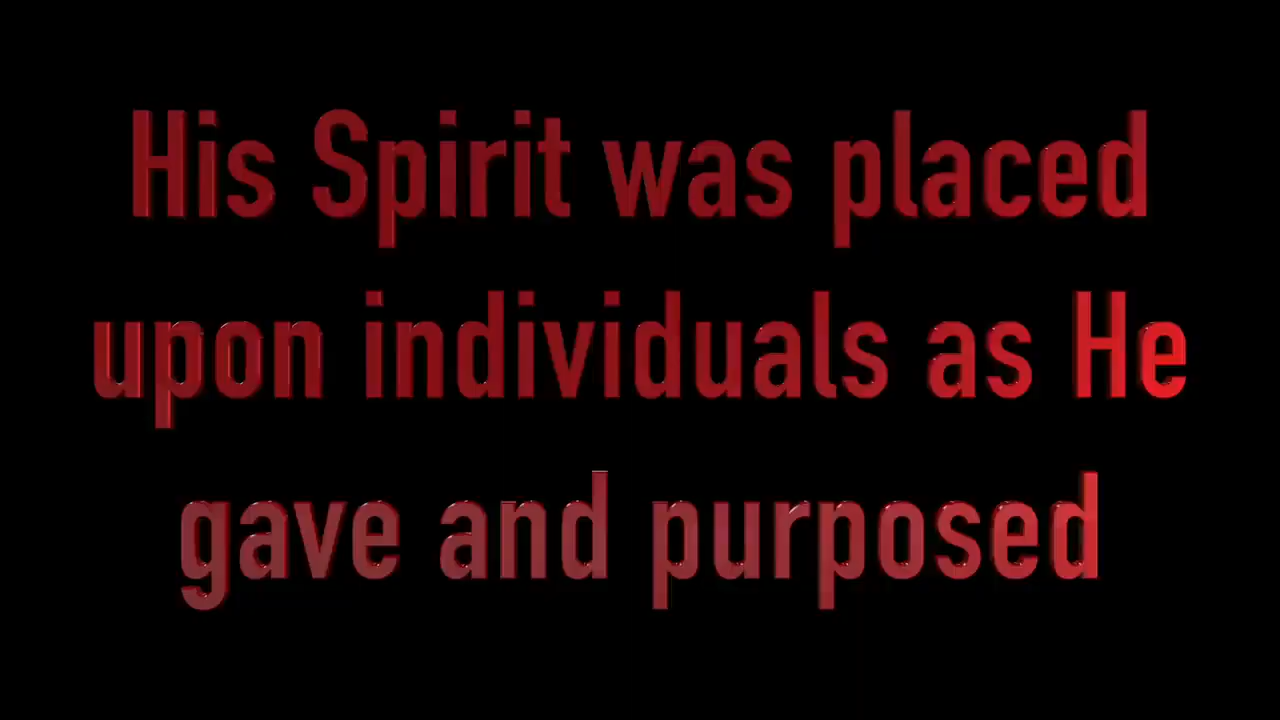 His Spirit was placed
upon individuals as He
gave and purposed